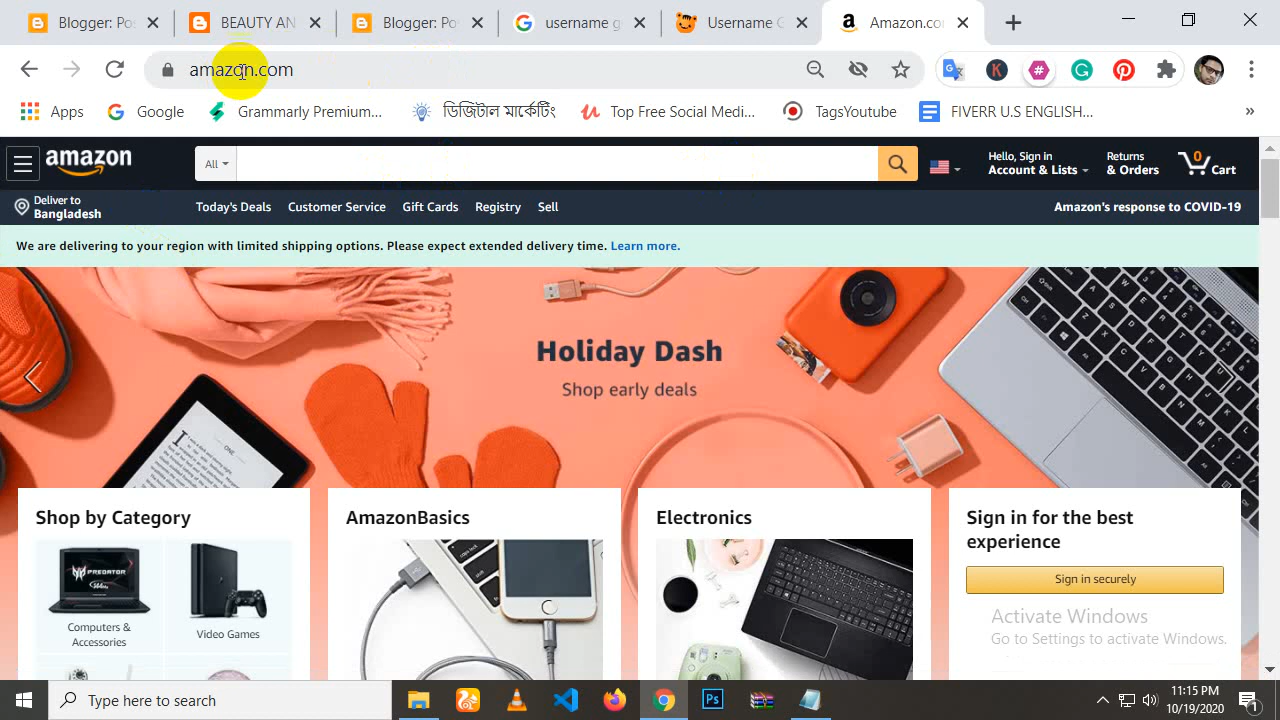 Blogger: Pos
BEAUTY AN
Blogger: Pos
username g
Username G
Amazon.co
amazon.com
Apps
Google
Grammarly Premium...
ডিজিটাল মার্কেটিং
Top Free Social Medi...
TagsYoutube
FIVERR U.S ENGLISH...
amazon
All
Hello, Sign in
Account & Lists
Returns
& Orders
0
Cart
Deliver to
Bangladesh
Today's Deals
Customer Service
Gift Cards
Registry
Sell
Amazon's response to COVID-19
We are delivering to your region with limited shipping options. Please expect extended delivery time. Learn more.
Holiday Dash
Shop early deals
Shop by Category
AmazonBasics
Electronics
Sign in for the best
experience
Sign in securely
PREDATOR
Computers &
Accessories
Video Games
Activate Windows
Go to Settings to activate Windows.
Type here to search
Ps
11:15 PM
10/19/2020
1